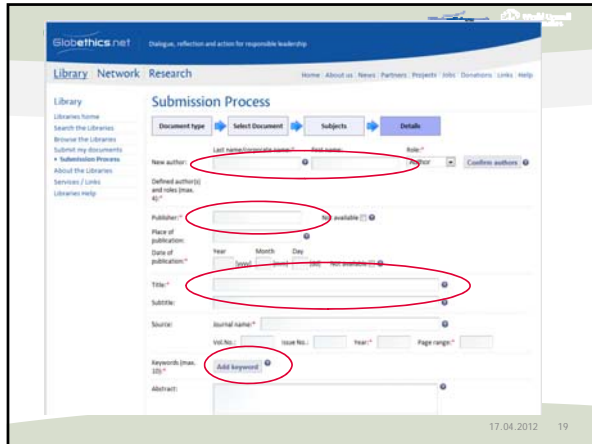 World Council
Globethics.net Dialogue, reflection and action for responsible leadership
Library Network Research Home About us News Partners Projects Jobs Donations Links Help
Library
Libraries home
Search the Libraries
Browse the Libraries
Submit my documents
Submission Process
About the Libraries
Services / Links
Libraries Help
Submission Process
Document type Select Document Subjects Details
Last name/corporate name:* First name: Role:*
New author: Author Confirm authors
Defined author(s) and roles (max. 4):*
Publisher:* Not available
Place of publication:
Date of publication:* Year Month Day
[yyyy] [mm] [dd] Not available
Title:*
Subtitle:
Source: Journal name:*
Vol.No.: Issue No.: Year:* Page range:*
Keywords (max. 10):* Add keyword
Abstract:
17.04.2012 19